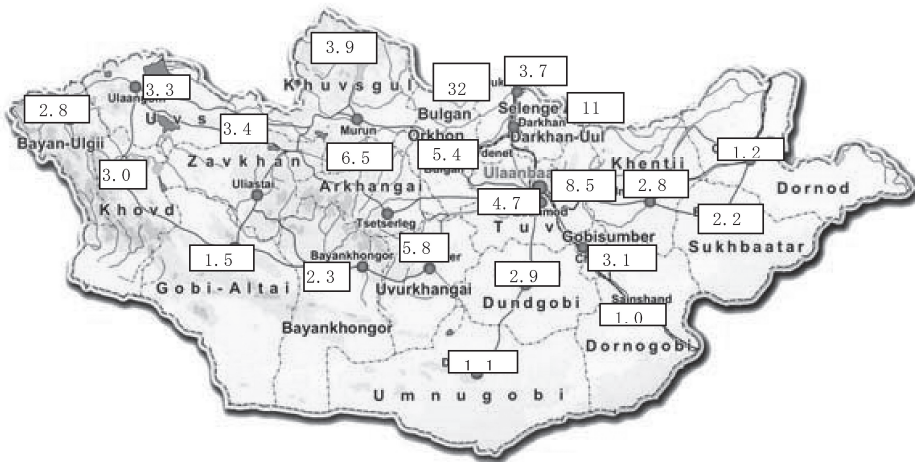 3.9
3.7
32
Khuvsgul
3.3
2.8
Ulaangom
Uvs
Bulgan
Selenge
11
Darkhan
Darkhan-Uul
Bayan-Ulgii
3.4
Murun
Orkhon
5.4
Khentii
1.2
3.0
Zavkhan
6.5
Ulaanbaa
Uliastai
Arkhangai
8.5
2.8
Dornod
Khovd
4.7
2.2
Tsetserleg
Tuv
Gobisumber
Sukhbaatar
1.5
Bayankhongor
5.8
3.1
2.3
2.9
Gobi-Altai
Uvurkhangai
Dundgobi
Sainshand
1.0
Bayankhongor
Dornogobi
1.1
Umnugobi